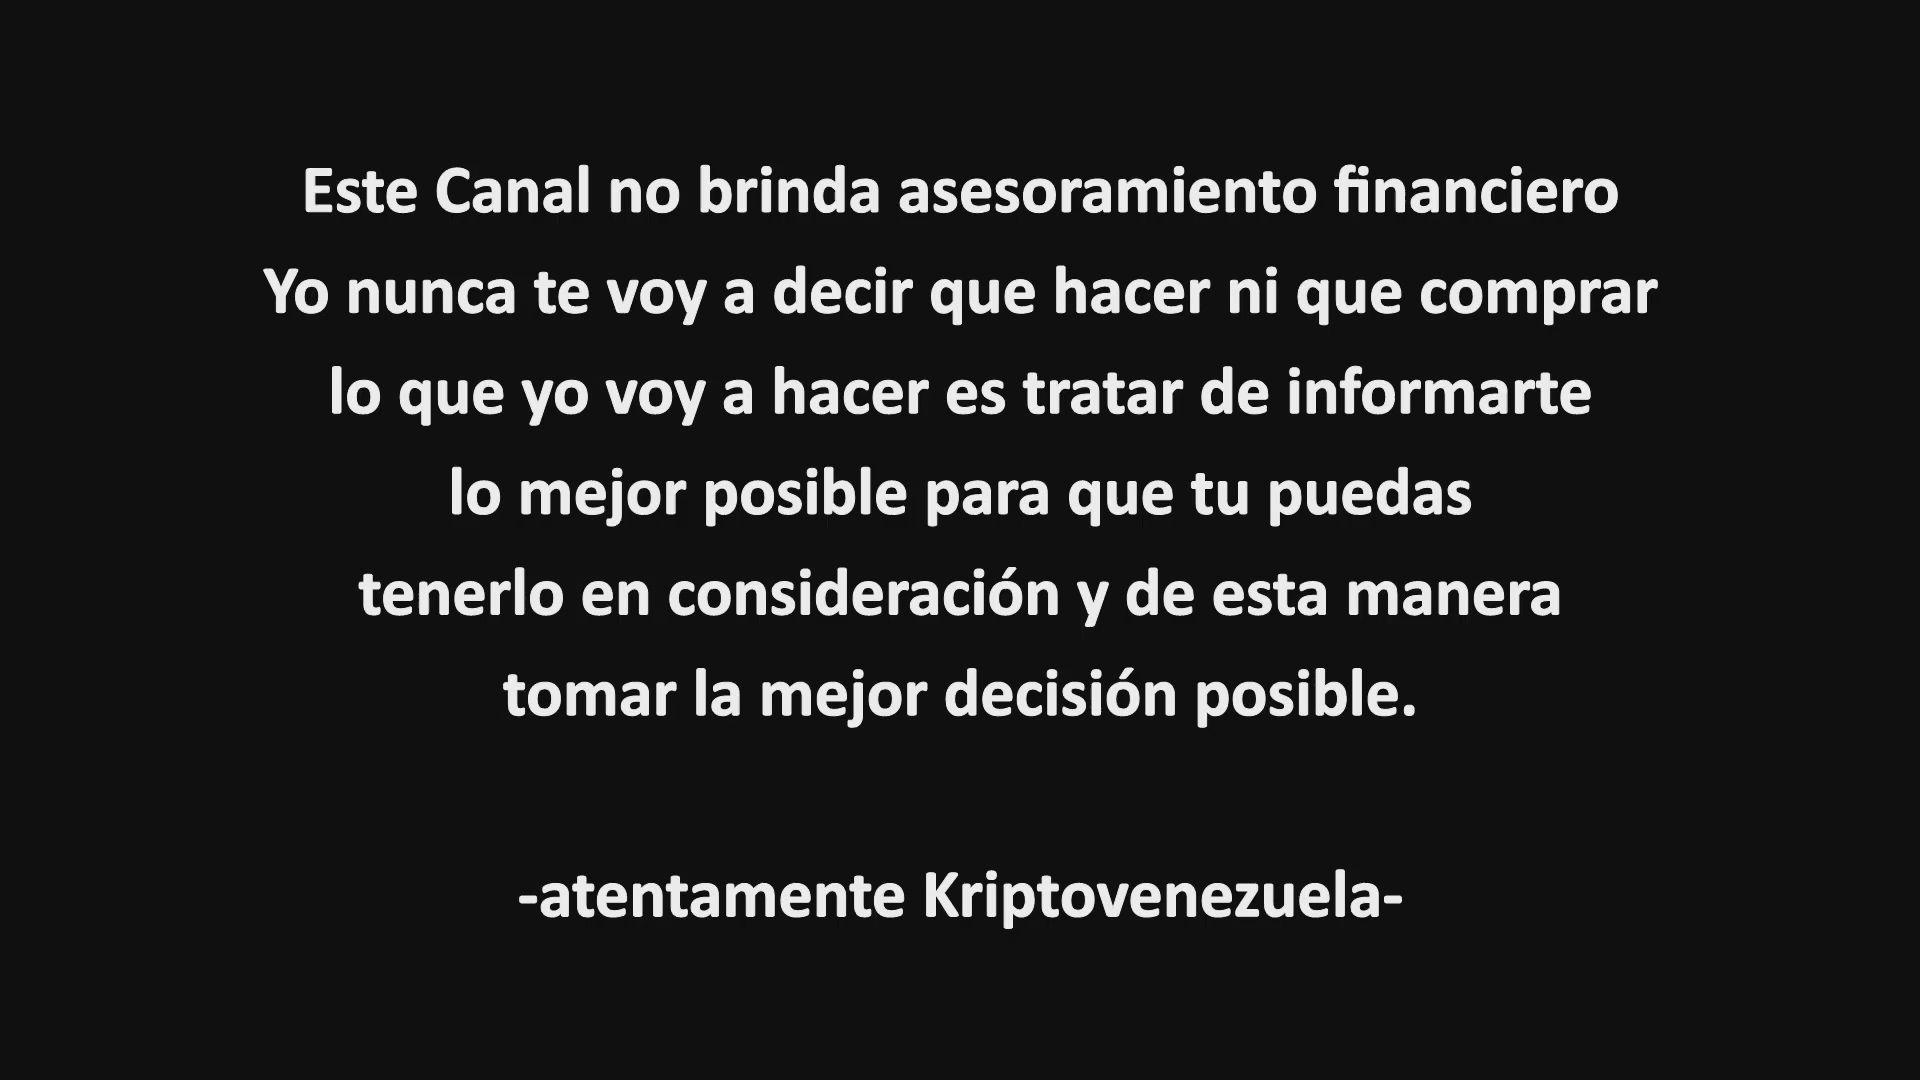 Este Canal no brinda asesoramiento financiero
Yo nunca te voy a decir que hacer ni que comprar
lo que yo voy a hacer es tratar de informarte
lo mejor posible para que tu puedas
tenerlo en consideración y de esta manera
tomar la mejor decisión posible.
-atentamente Kriptovenezuela-